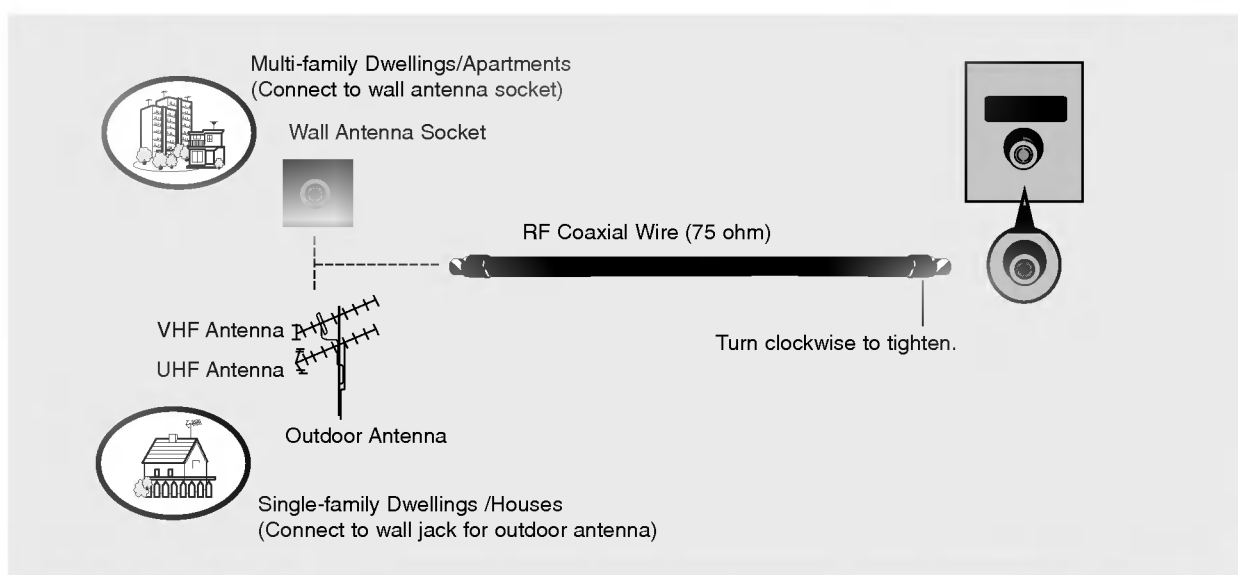 Multi-family Dwellings/Apartments
(Connect to wall antenna socket)
Wall Antenna Socket
RF Coaxial Wire (75 ohm)
VHF Antenna
UHF Antenna
Turn clockwise to tighten.
Outdoor Antenna
Single-family Dwellings /Houses
(Connect to wall jack for outdoor antenna)